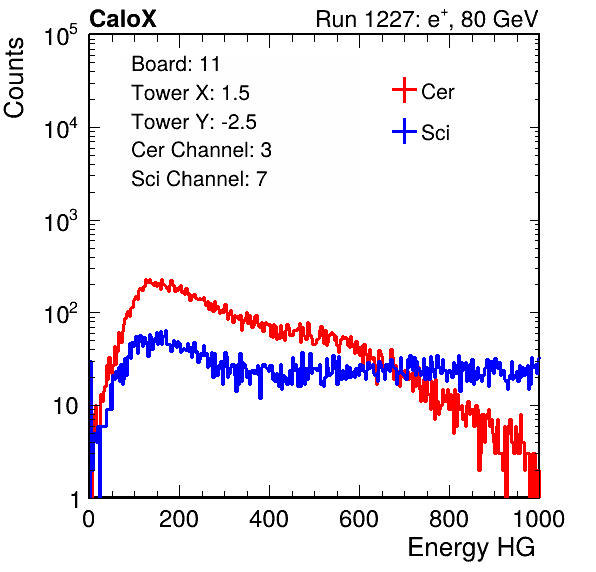 CaloX Run 1227: e⁺, 80 GeV
Counts
10⁵
10⁴
10³
10²
10
1
Board: 11
Tower X: 1.5
Tower Y: -2.5
Cer Channel: 3
Sci Channel: 7
Cer
Sci
0 200 400 600 800 1000
Energy HG